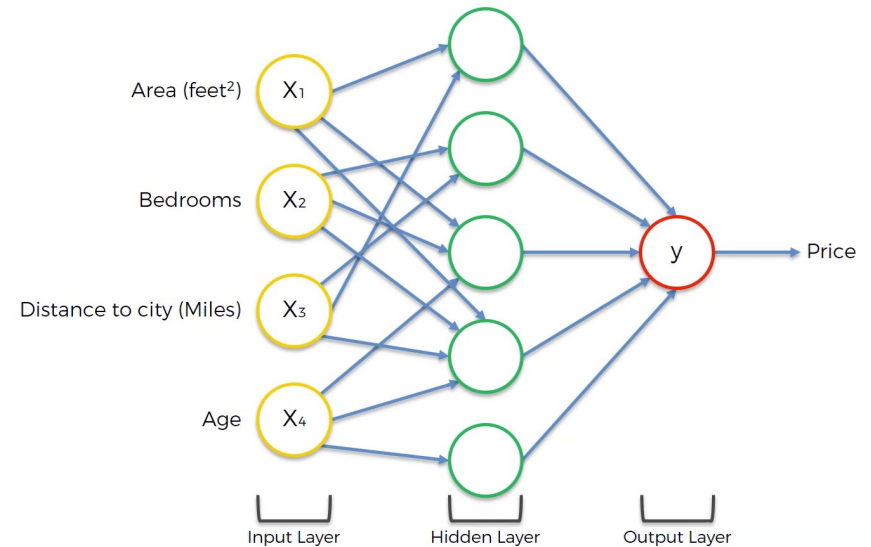 Area (feet²)
X₁
Bedrooms
X₂
Distance to city (Miles)
X₃
Age
X₄
y
Price
Input Layer
Hidden Layer
Output Layer